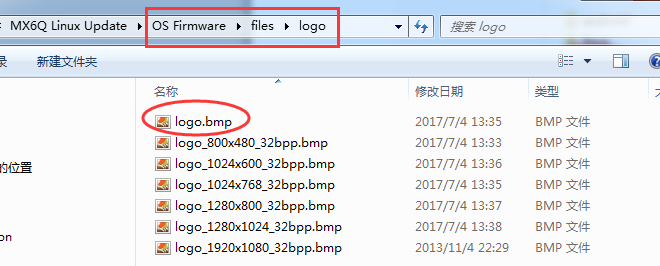 MX6Q Linux Update ▸ OS Firmware ▸ files ▸ logo
搜索 logo
录
新建文件夹
名称
修改日期
类型
大
logo.bmp
2017/7/4 13:35
BMP 文件
logo_800x480_32bpp.bmp
2017/7/4 13:33
BMP 文件
logo_1024x600_32bpp.bmp
2017/7/4 13:36
BMP 文件
logo_1024x768_32bpp.bmp
2017/7/4 13:35
BMP 文件
logo_1280x800_32bpp.bmp
2017/7/4 13:37
BMP 文件
logo_1280x1024_32bpp.bmp
2017/7/4 13:38
BMP 文件
logo_1920x1080_32bpp.bmp
2013/11/4 22:29
BMP 文件
的位置
on